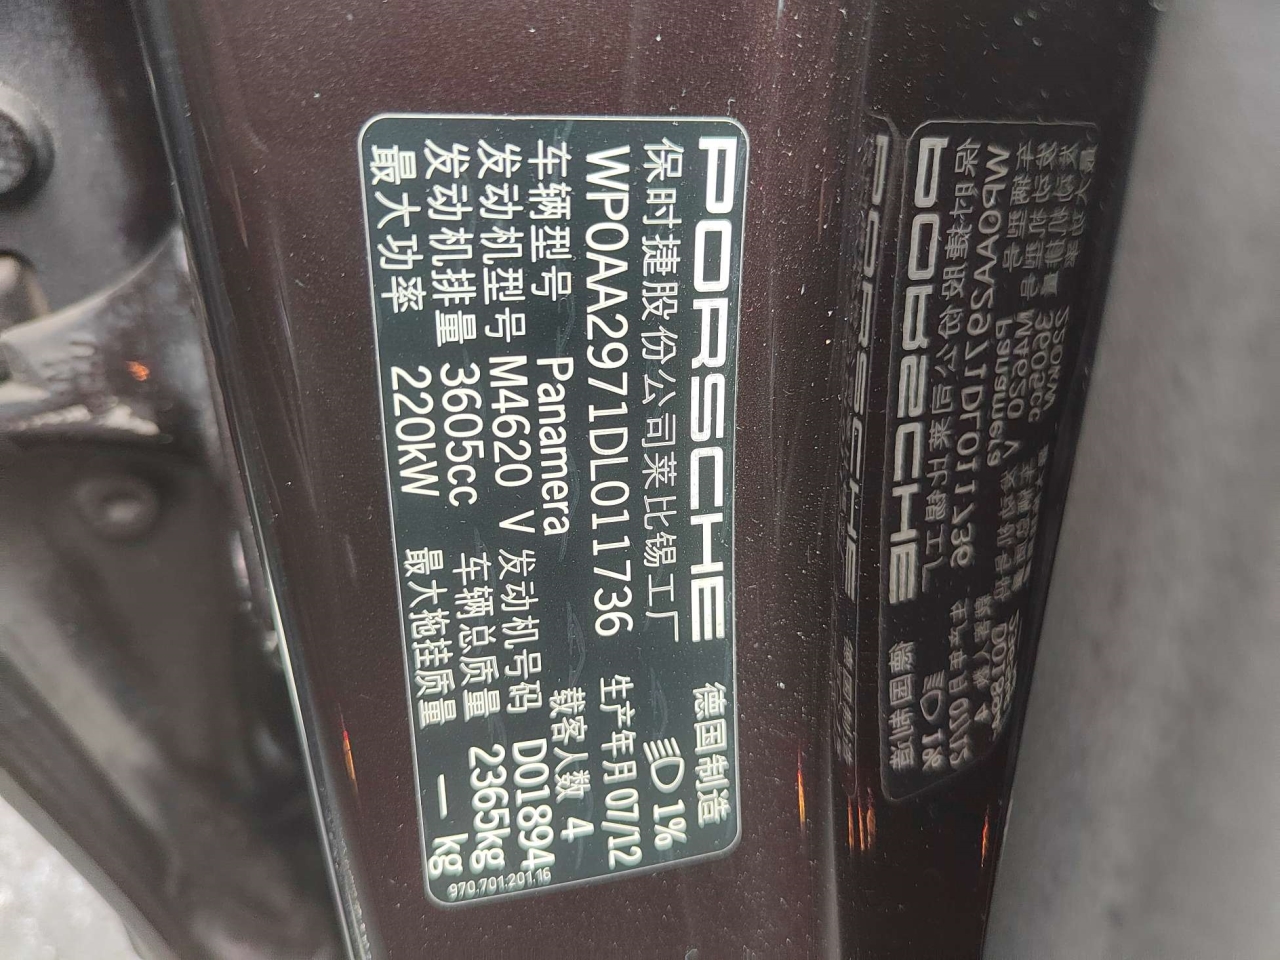 PORSCHE 德国制造
保时捷股份公司莱比锡工厂 1%
WP0AA2971DL011736 生产年月 07/12
车辆型号 Panamera 载客人数 4
发动机型号 M4620 V 发动机号码 D01894
发动机排量 3605cc 车辆总质量 2365kg
最大功率 220kW 最大拖挂质量 — kg
970.701.201.16